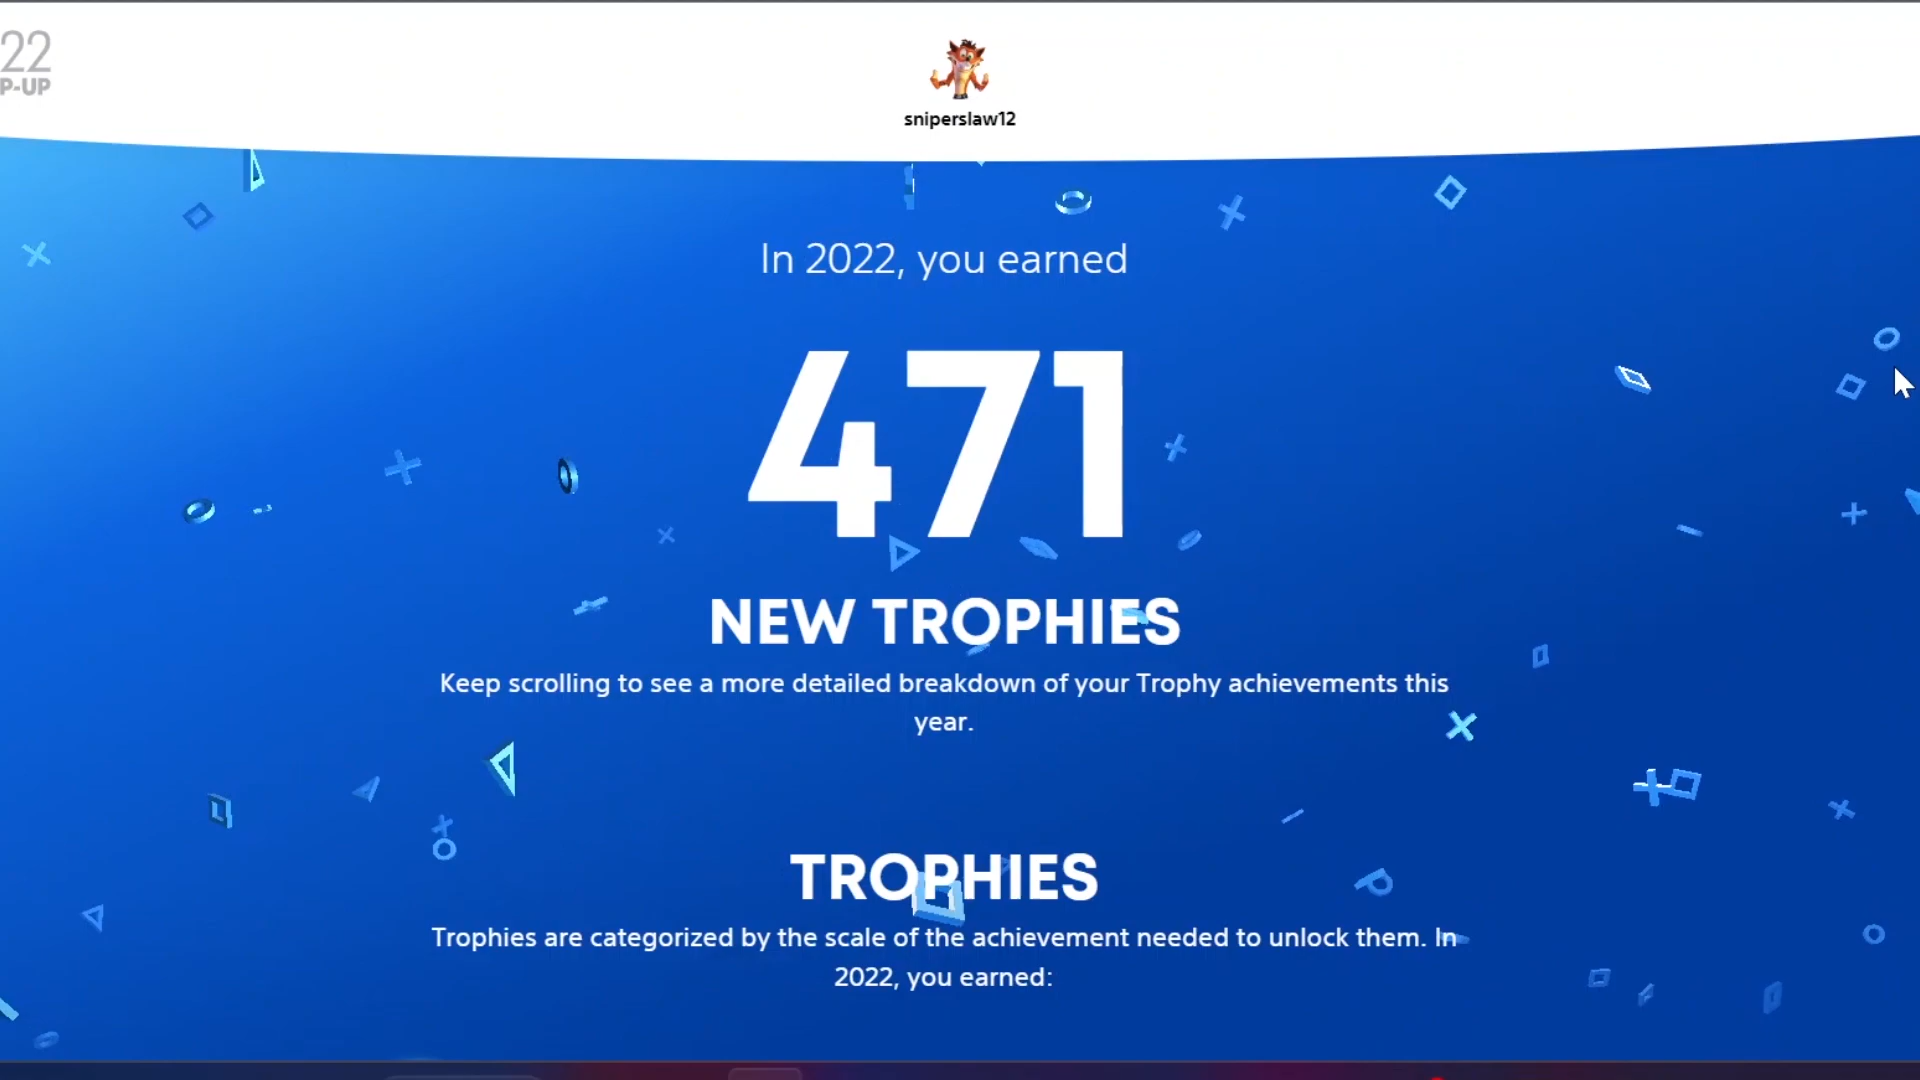 22
P-UP
sniperslaw12
In 2022, you earned
471
NEW TROPHIES
Keep scrolling to see a more detailed breakdown of your Trophy achievements this
year.
TROPHIES
Trophies are categorized by the scale of the achievement needed to unlock them. In
2022, you earned: